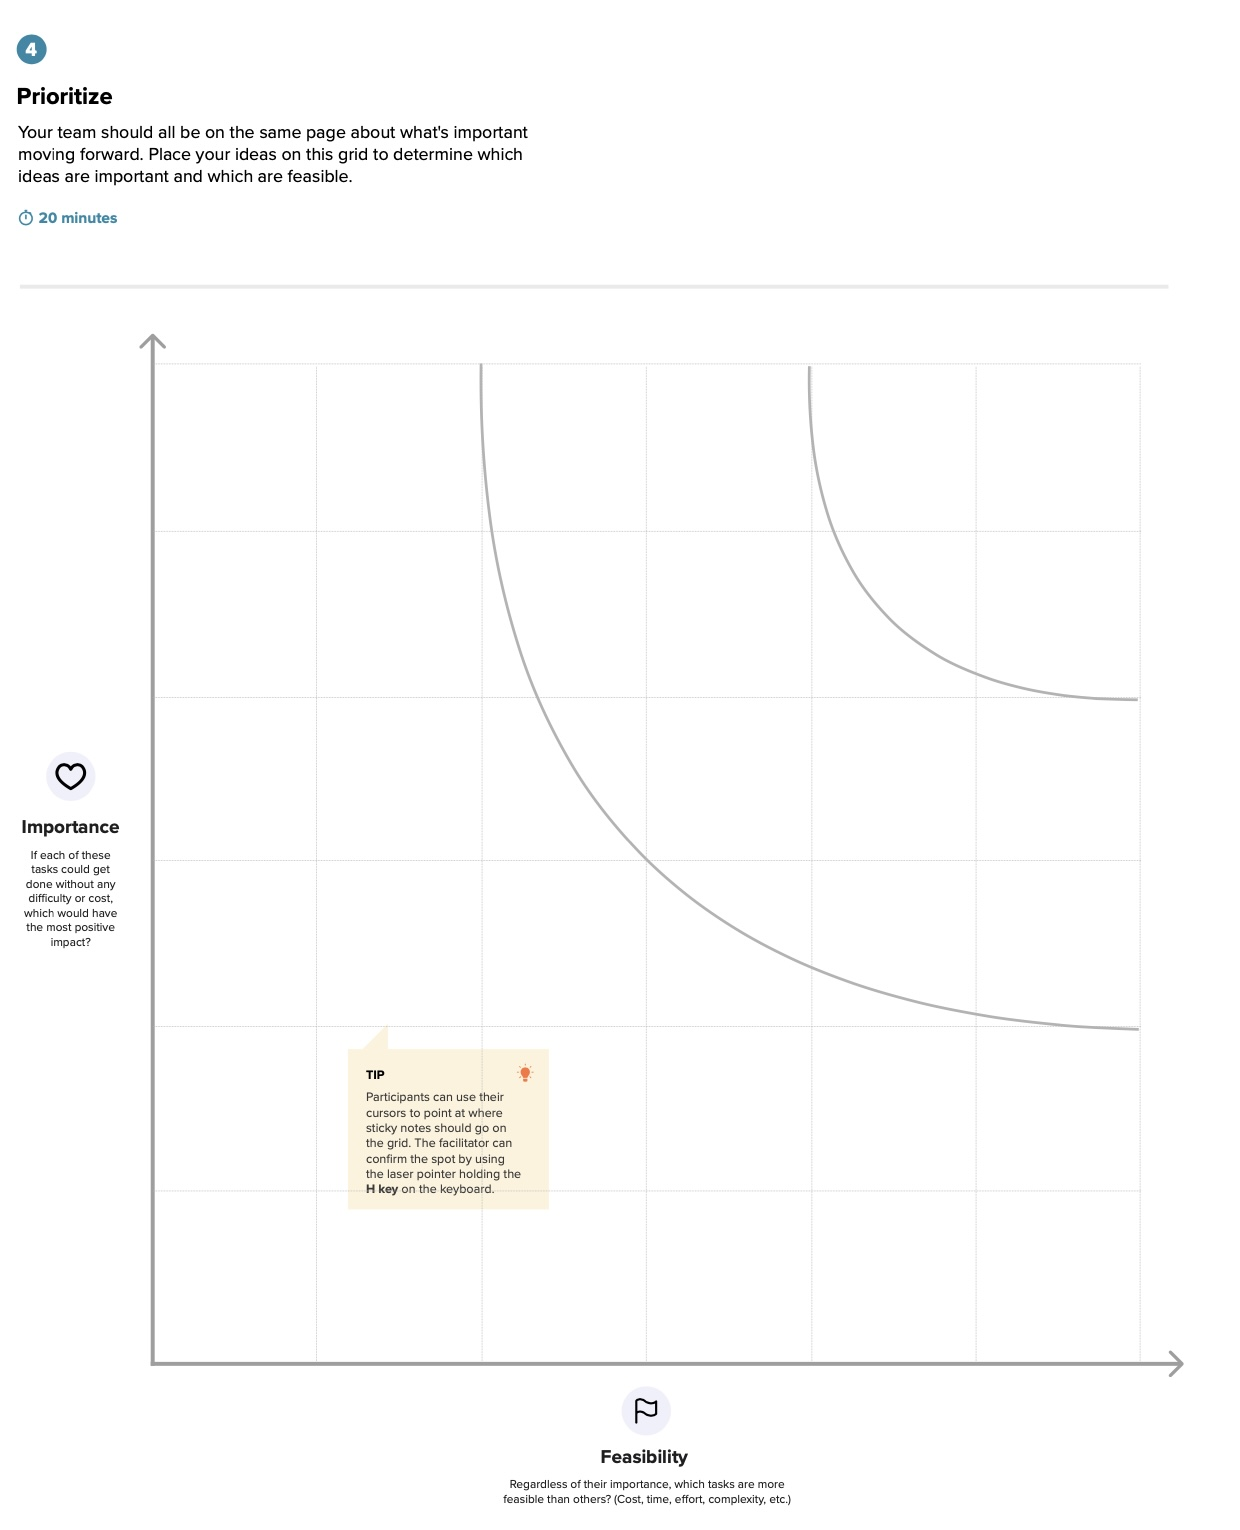 4
Prioritize
Your team should all be on the same page about what's important
moving forward. Place your ideas on this grid to determine which
ideas are important and which are feasible.
20 minutes
Importance
If each of these
tasks could get
done without any
difficulty or cost,
which would have
the most positive
impact?
TIP
Participants can use their
cursors to point at where
sticky notes should go on
the grid. The facilitator can
confirm the spot by using
the laser pointer holding the
H key on the keyboard.
Feasibility
Regardless of their importance, which tasks are more
feasible than others? (Cost, time, effort, complexity, etc.)